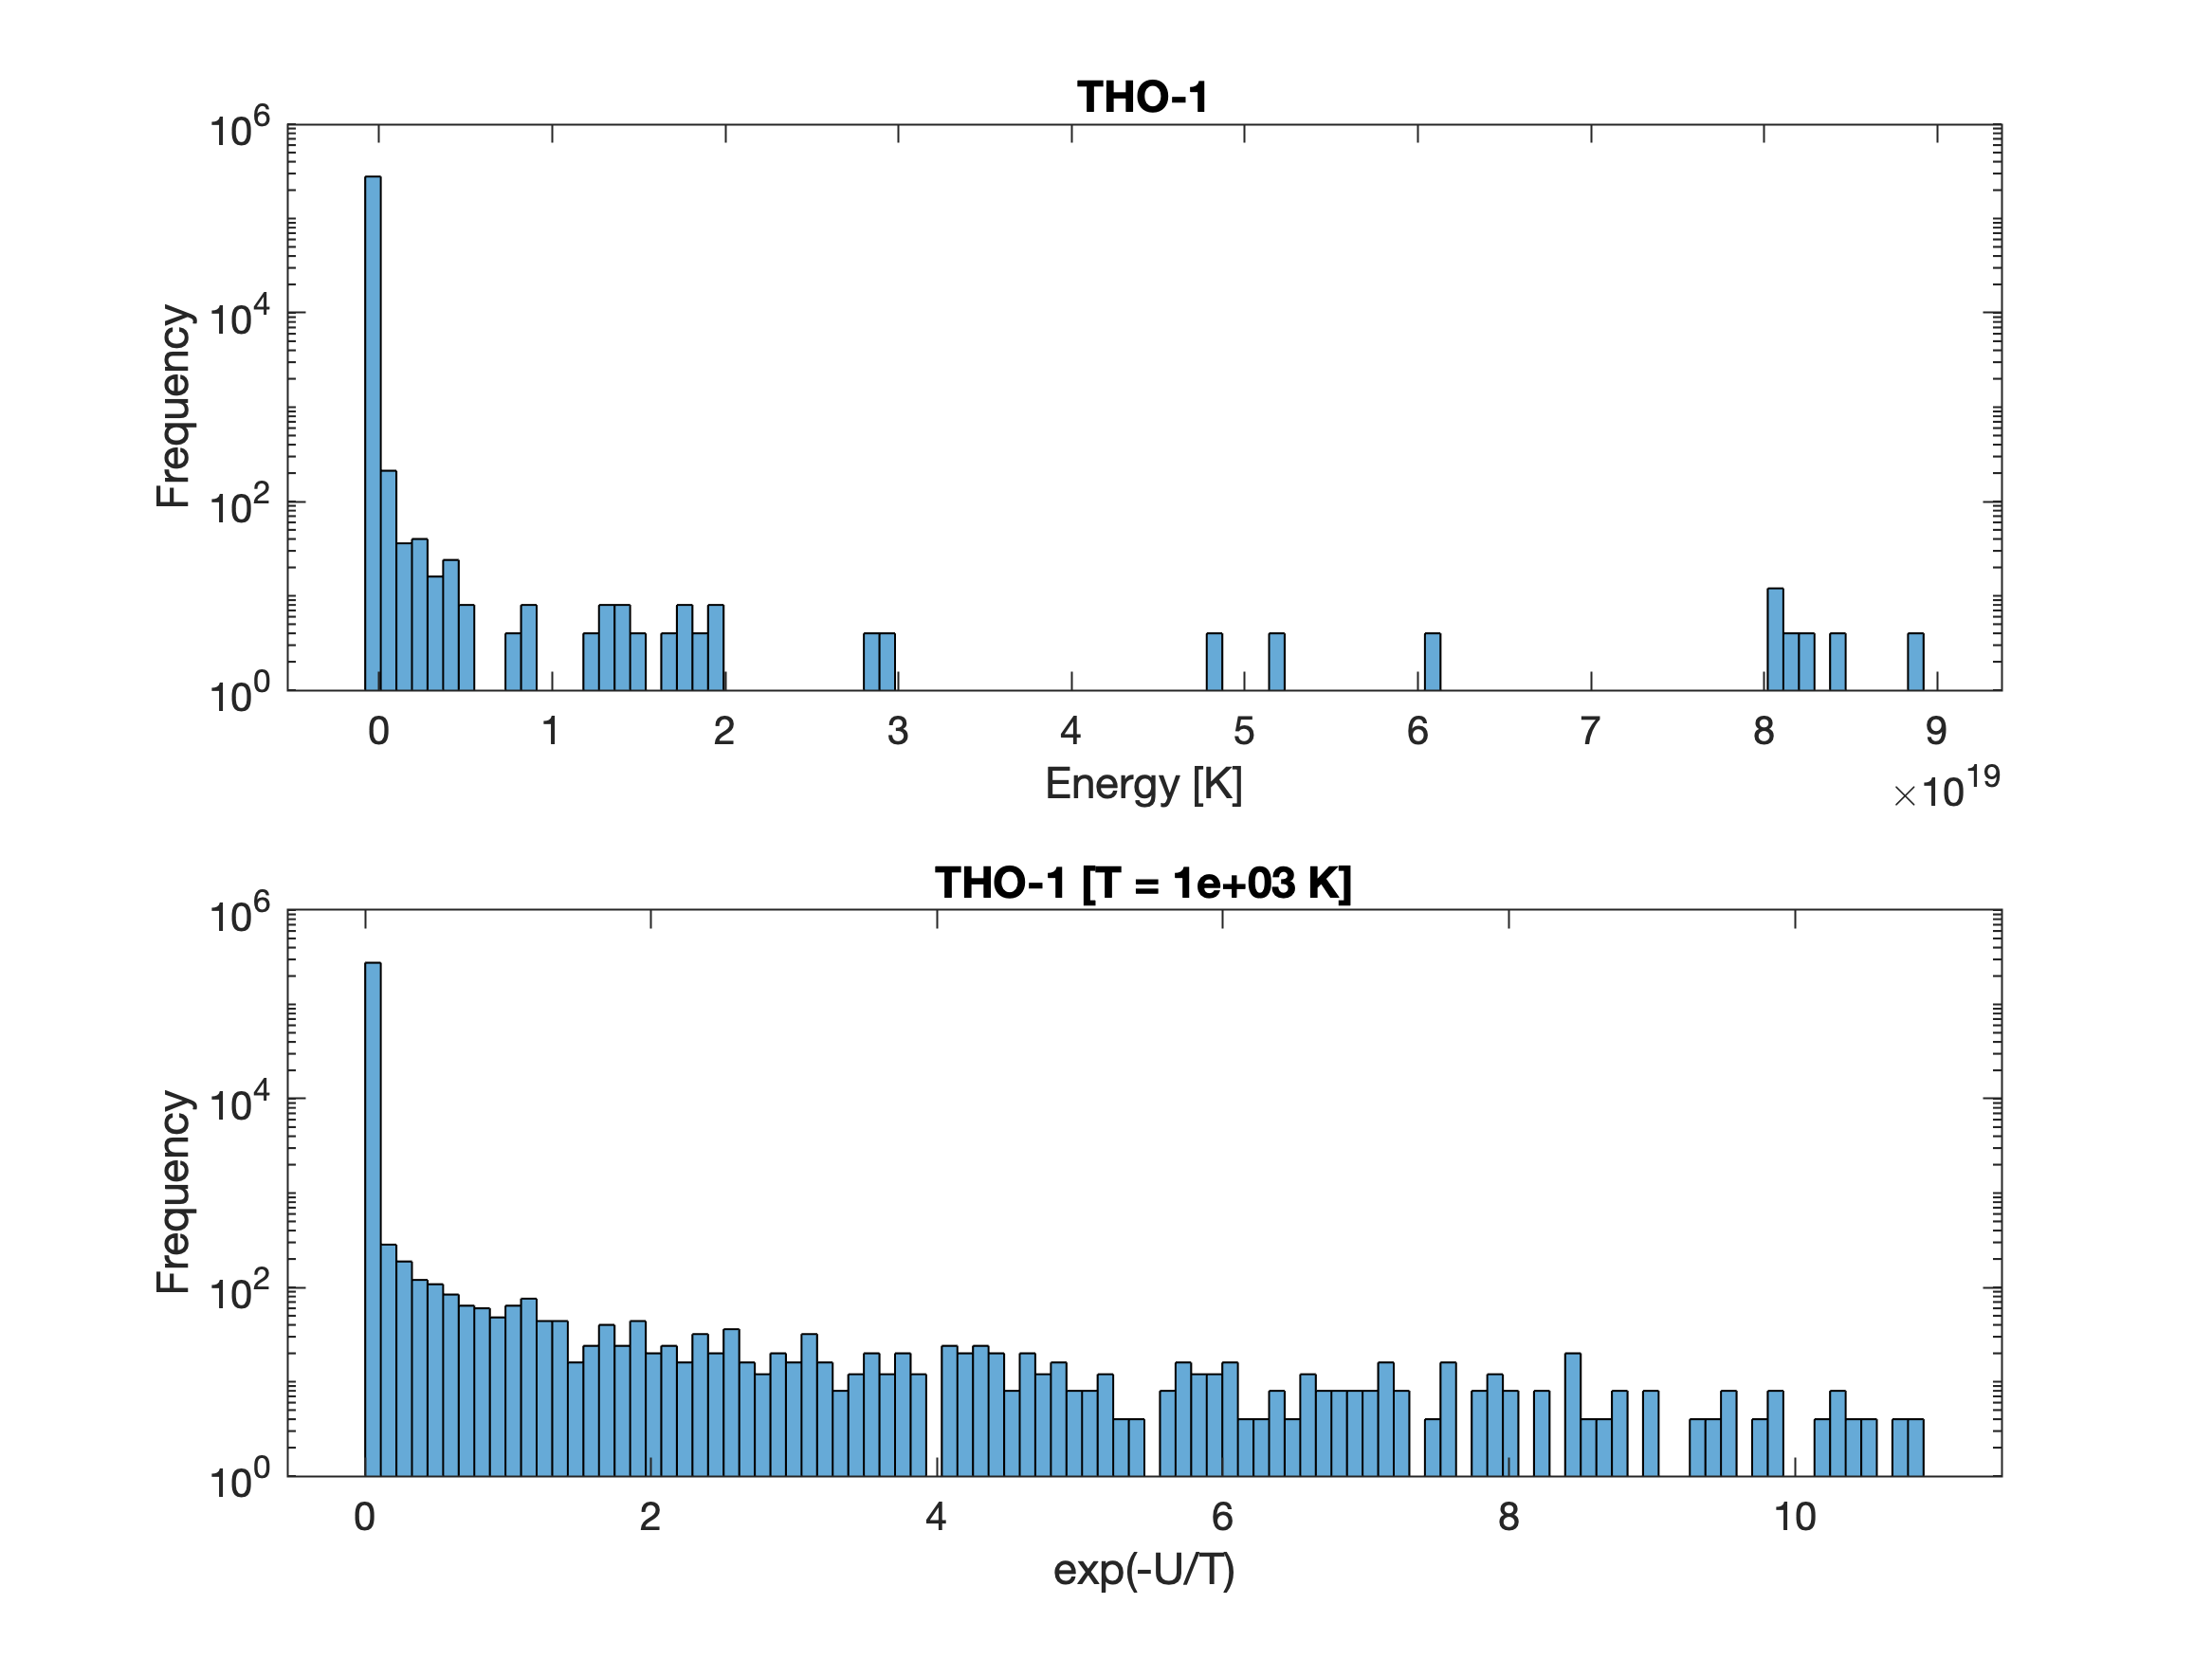 THO-1
10^6
10^4
10^2
10^0
Frequency
0 1 2 3 4 5 6 7 8 9
Energy [K]
×10^19
THO-1 [T = 1e+03 K]
10^6
10^4
10^2
10^0
Frequency
0 2 4 6 8 10
exp(-U/T)